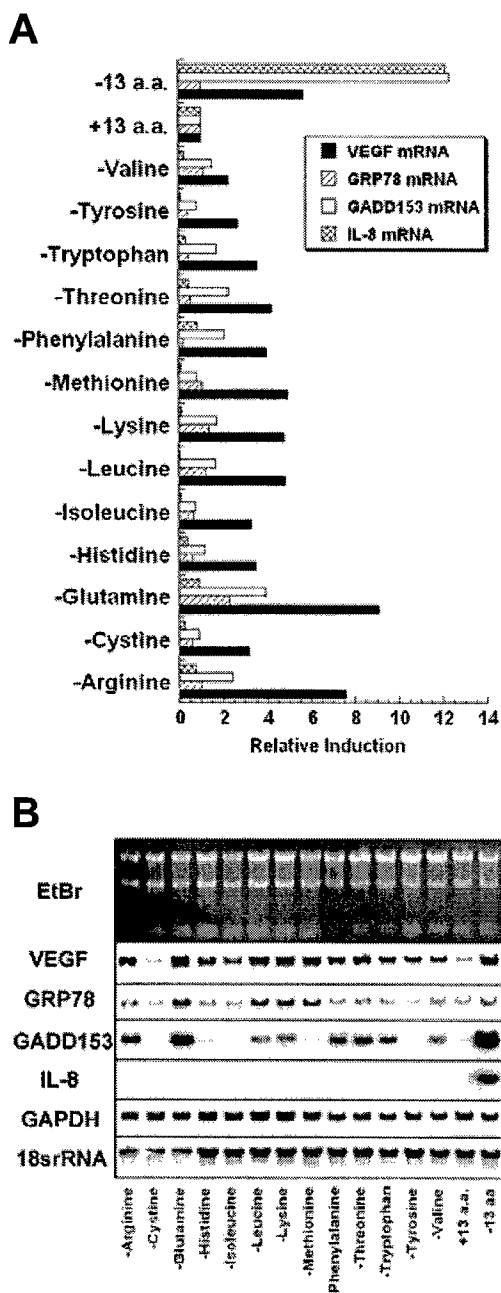 A
-13 a.a.
+13 a.a.
-Valine
-Tyrosine
-Tryptophan
-Threonine
-Phenylalanine
-Methionine
-Lysine
-Leucine
-Isoleucine
-Histidine
-Glutamine
-Cystine
-Arginine
VEGF mRNA
GRP78 mRNA
GADD153 mRNA
IL-8 mRNA
0 2 4 6 8 10 12 14
Relative Induction
B
EtBr
VEGF
GRP78
GADD153
IL-8
GAPDH
18srRNA
-Arginine
-Cystine
-Glutamine
-Histidine
-Isoleucine
-Leucine
-Lysine
-Methionine
Phenylalanine
-Threonine
-Tryptophan
-Tyrosine
-Valine
+13 a.a.
-13 aa